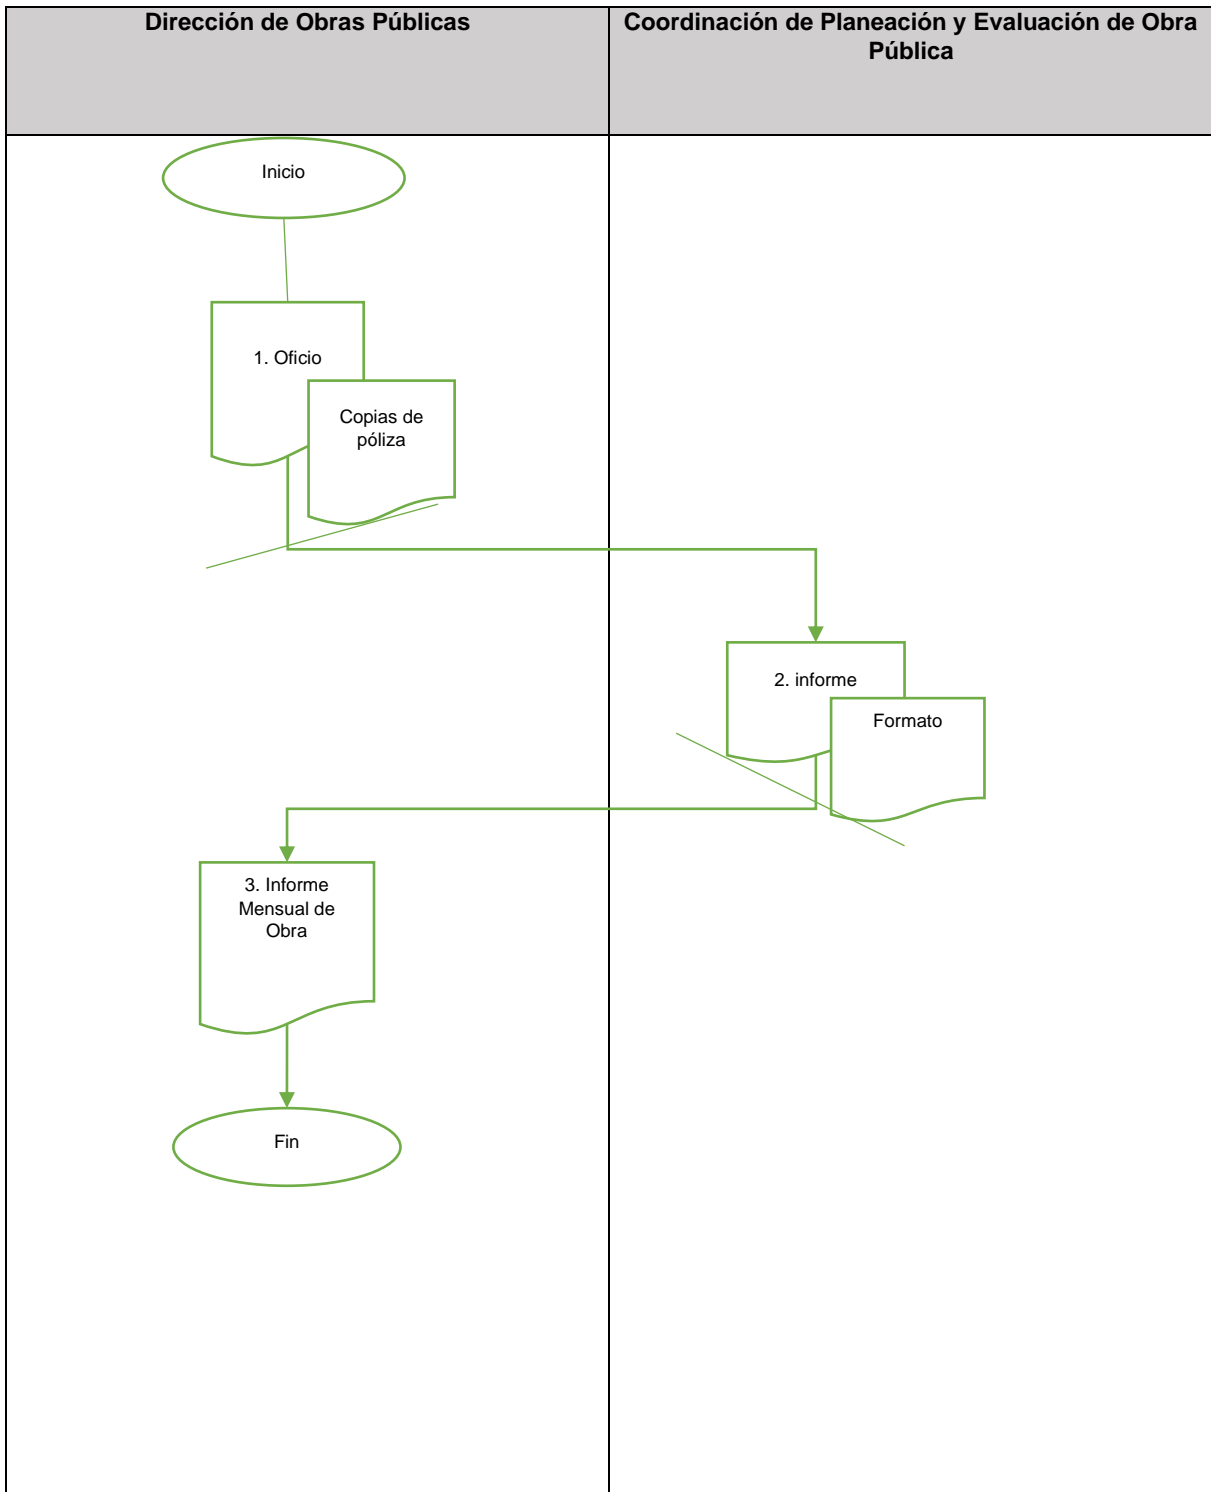 Dirección de Obras Públicas
Coordinación de Planeación y Evaluación de Obra
Pública
Inicio
1. Oficio
Copias de
póliza
2. informe
Formato
3. Informe
Mensual de
Obra
Fin